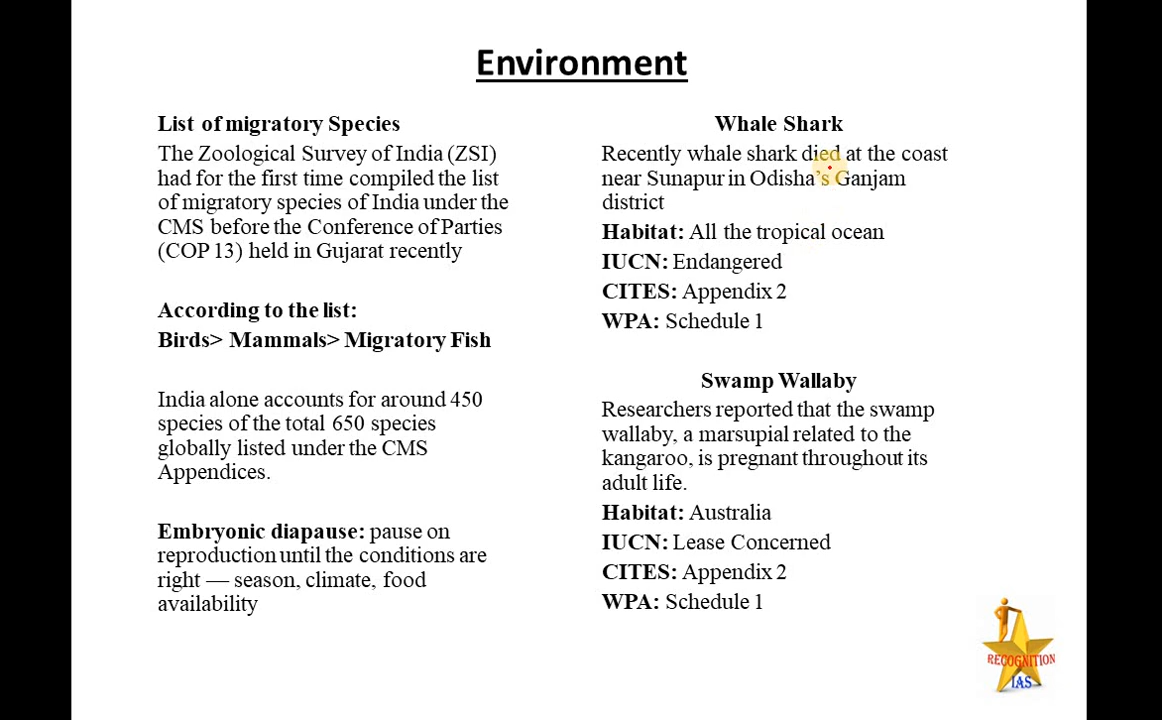 Environment
List of migratory Species
The Zoological Survey of India (ZSI)
had for the first time compiled the list
of migratory species of India under the
CMS before the Conference of Parties
(COP 13) held in Gujarat recently
According to the list:
Birds> Mammals> Migratory Fish
India alone accounts for around 450
species of the total 650 species
globally listed under the CMS
Appendices.
Embryonic diapause: pause on
reproduction until the conditions are
right — season, climate, food
availability
Whale Shark
Recently whale shark died at the coast
near Sunapur in Odisha’s Ganjam
district
Habitat: All the tropical ocean
IUCN: Endangered
CITES: Appendix 2
WPA: Schedule 1
Swamp Wallaby
Researchers reported that the swamp
wallaby, a marsupial related to the
kangaroo, is pregnant throughout its
adult life.
Habitat: Australia
IUCN: Lease Concerned
CITES: Appendix 2
WPA: Schedule 1
RECOGNITION
IAS